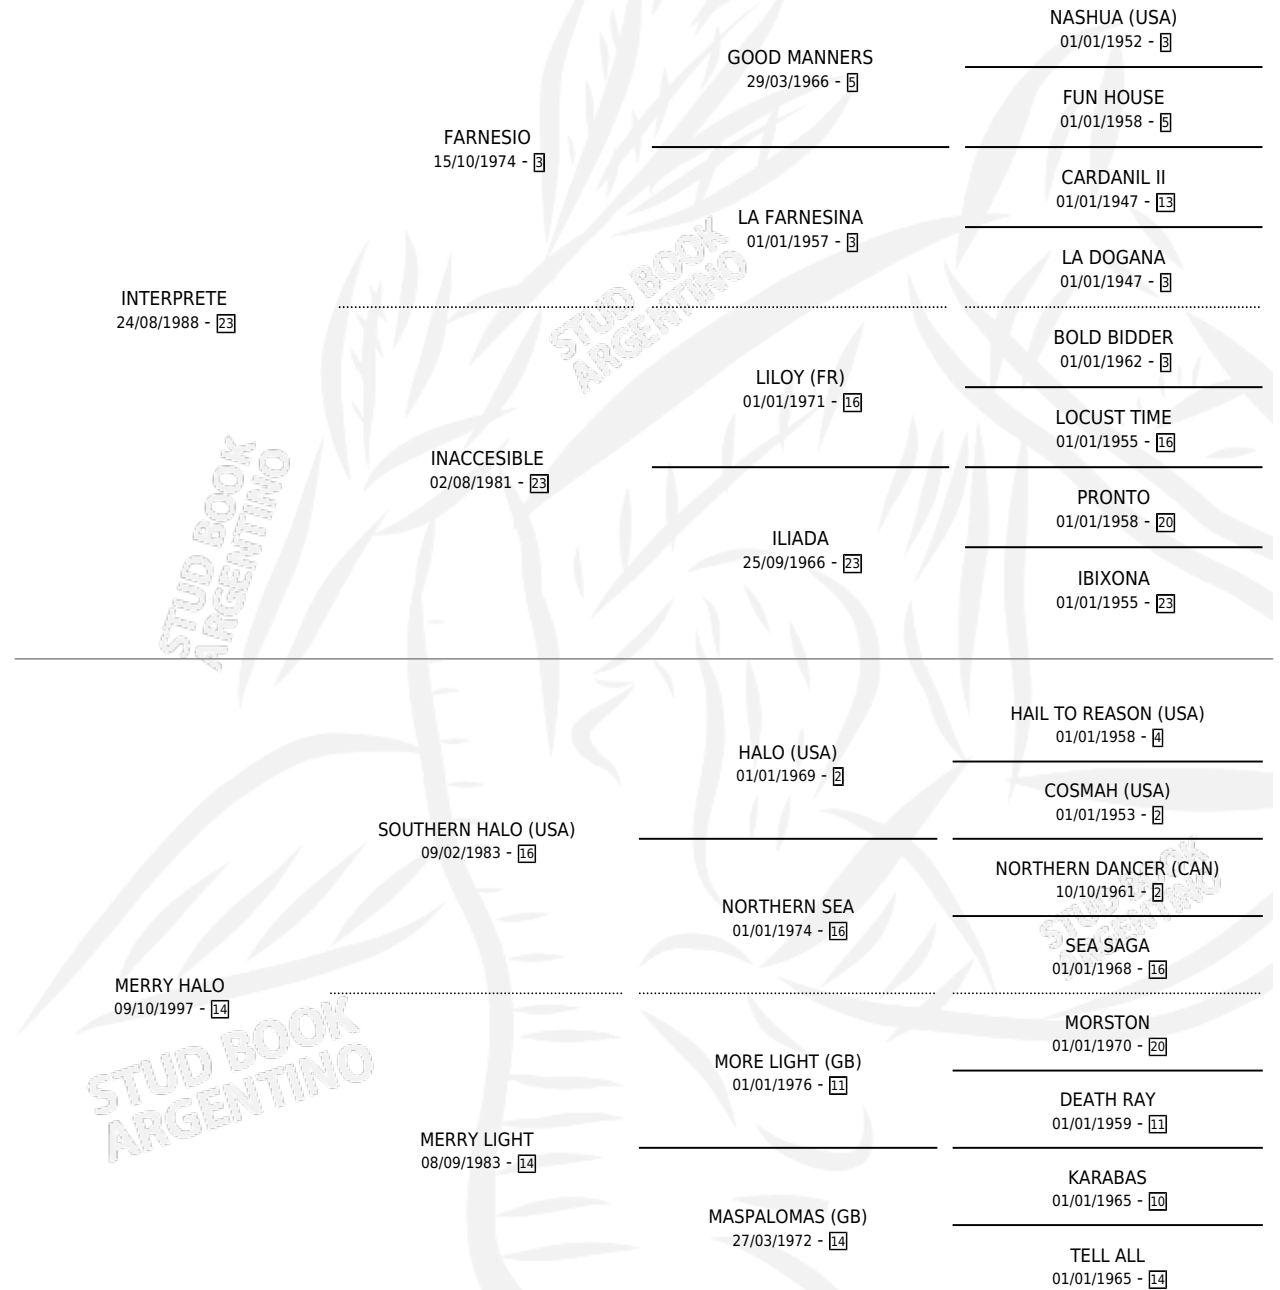 NASHUA (USA)
01/01/1952 - 3
GOOD MANNERS
29/03/1966 - 5
FUN HOUSE
01/01/1958 - 5
FARNESIO
15/10/1974 - 3
CARDANIL II
01/01/1947 - 13
LA FARNESINA
01/01/1957 - 3
LA DOGANA
01/01/1947 - 3
INTERPRETE
24/08/1988 - 23
BOLD BIDDER
01/01/1962 - 3
LILOY (FR)
01/01/1971 - 16
LOCUST TIME
01/01/1955 - 16
INACCESIBLE
02/08/1981 - 23
PRONTO
01/01/1958 - 20
ILIADA
25/09/1966 - 23
IBIXONA
01/01/1955 - 23
HAIL TO REASON (USA)
01/01/1958 - 4
HALO (USA)
01/01/1969 - 2
COSMAH (USA)
01/01/1953 - 2
SOUTHERN HALO (USA)
09/02/1983 - 16
NORTHERN DANCER (CAN)
10/10/1961 - 2
NORTHERN SEA
01/01/1974 - 16
SEA SAGA
01/01/1968 - 16
MERRY HALO
09/10/1997 - 14
MORSTON
01/01/1970 - 20
MORE LIGHT (GB)
01/01/1976 - 11
DEATH RAY
01/01/1959 - 11
MERRY LIGHT
08/09/1983 - 14
KARABAS
01/01/1965 - 10
MASPALOMAS (GB)
27/03/1972 - 14
TELL ALL
01/01/1965 - 14
STUD BOOK
ARGENTINO
STUD BOOK
ARGENTINO
STUD BOOK
ARGENTINO
STUD BOOK
ARGENTINO